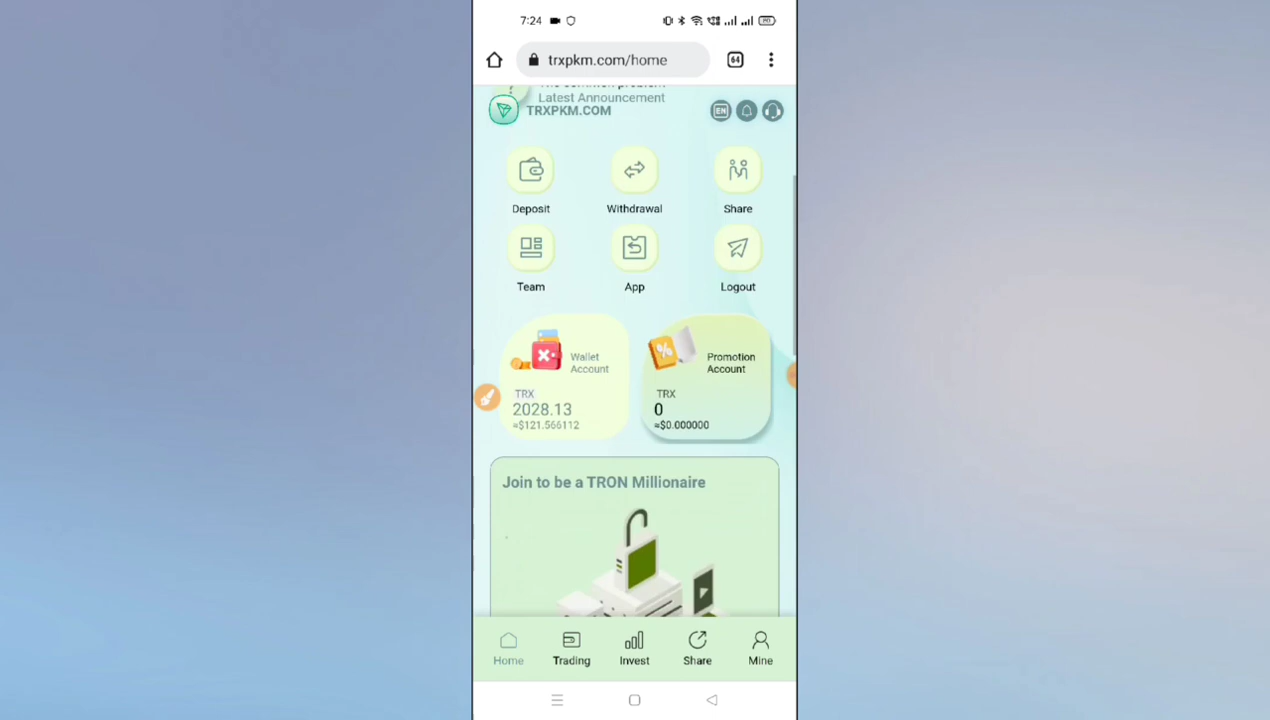 7:24
trxpkm.com/home
64
Latest Announcement
TRXPKM.COM
EN
Deposit
Withdrawal
Share
Team
App
Logout
Wallet
Account
TRX
2028.13
≈$121.566112
Promotion
Account
TRX
0
≈$0.000000
Join to be a TRON Millionaire
Home
Trading
Invest
Share
Mine